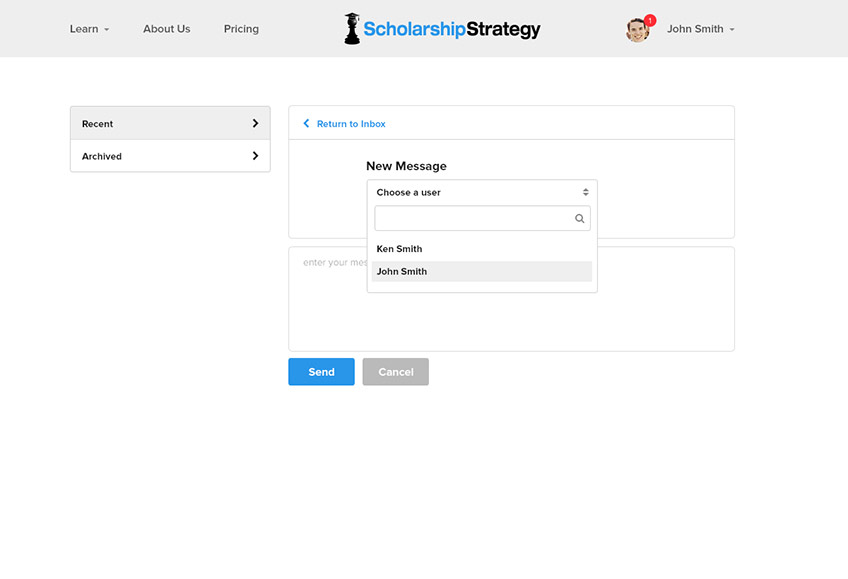 Learn About Us Pricing ScholarshipStrategy 1 John Smith
Recent
Archived
Return to Inbox
New Message
Choose a user
Ken Smith
John Smith
enter your mes
Send Cancel